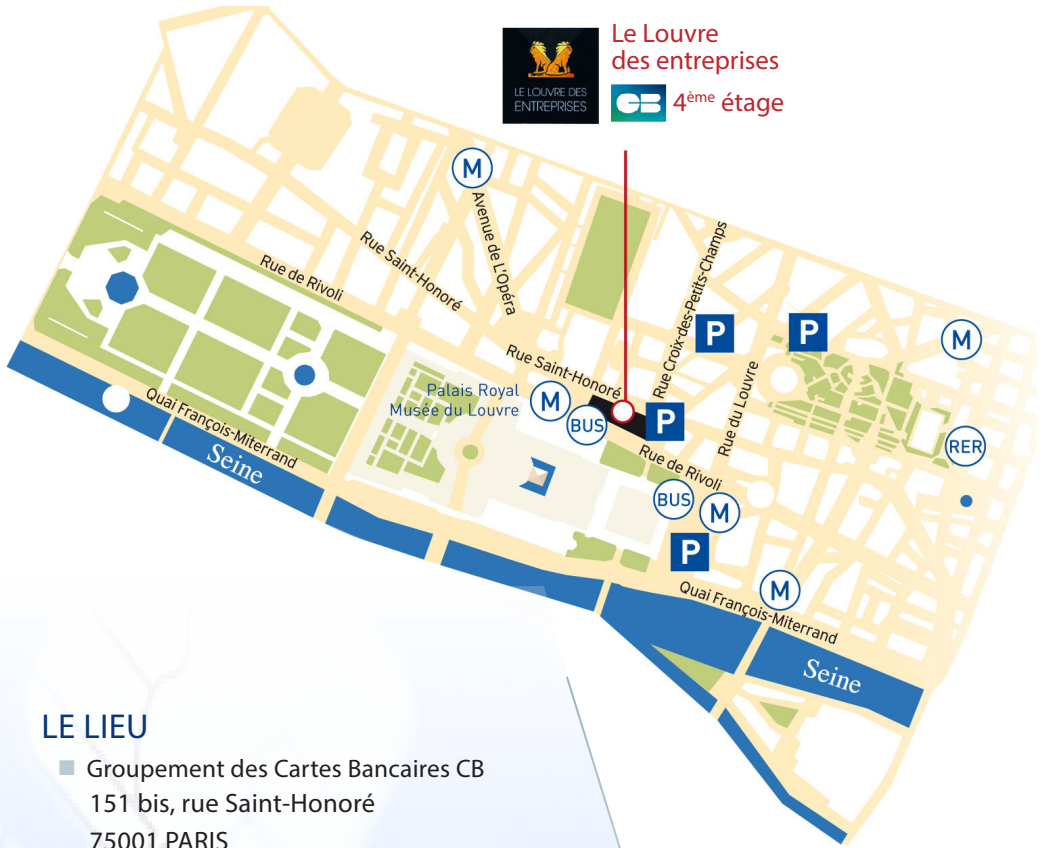 LE LOUVRE DES
ENTREPRISES
Le Louvre
des entreprises
CB 4ème étage
M
Avenue de L'Opéra
Rue Saint-Honoré
Rue de Rivoli
Rue Croix-des-Petits-Champs
P
P
M
Rue Saint-Honoré
Palais Royal
Musée du Louvre
M
BUS
P
Rue du Louvre
RER
Rue de Rivoli
Quai François-Miterrand
Seine
BUS
M
P
M
Quai François-Miterrand
Seine
LE LIEU
Groupement des Cartes Bancaires CB
151 bis, rue Saint-Honoré
75001 PARIS